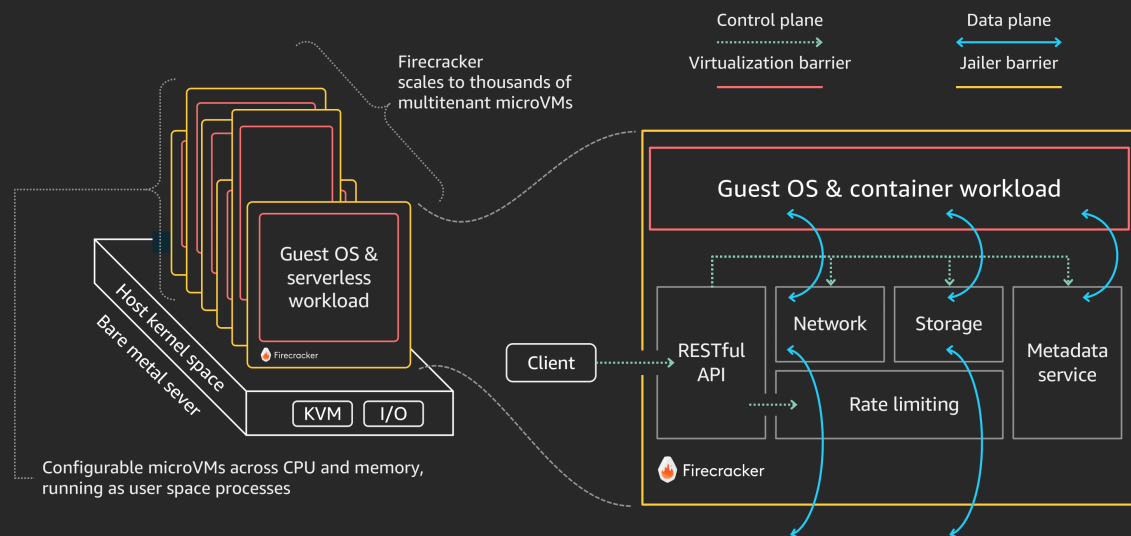 Control plane
Data plane
Virtualization barrier
Jailer barrier
Firecracker
scales to thousands of
multitenant microVMs
Guest OS &
serverless
workload
Firecracker
Host kernel space
Bare metal sever
KVM
I/O
Configurable microVMs across CPU and memory,
running as user space processes
Guest OS & container workload
Client
RESTful
API
Network
Storage
Metadata
service
Rate limiting
Firecracker